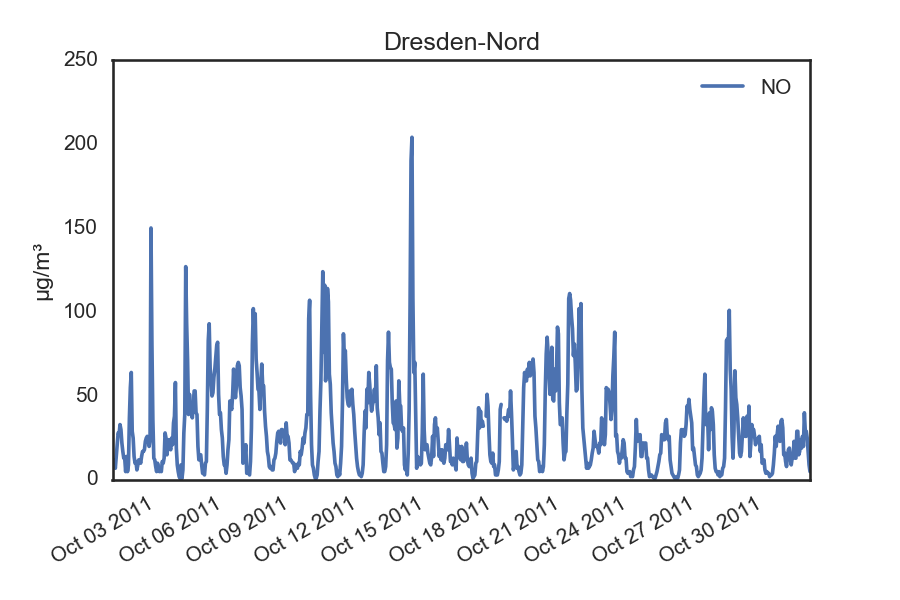 Dresden-Nord
NO
µg/m³
250
200
150
100
50
0
Oct 03 2011
Oct 06 2011
Oct 09 2011
Oct 12 2011
Oct 15 2011
Oct 18 2011
Oct 21 2011
Oct 24 2011
Oct 27 2011
Oct 30 2011